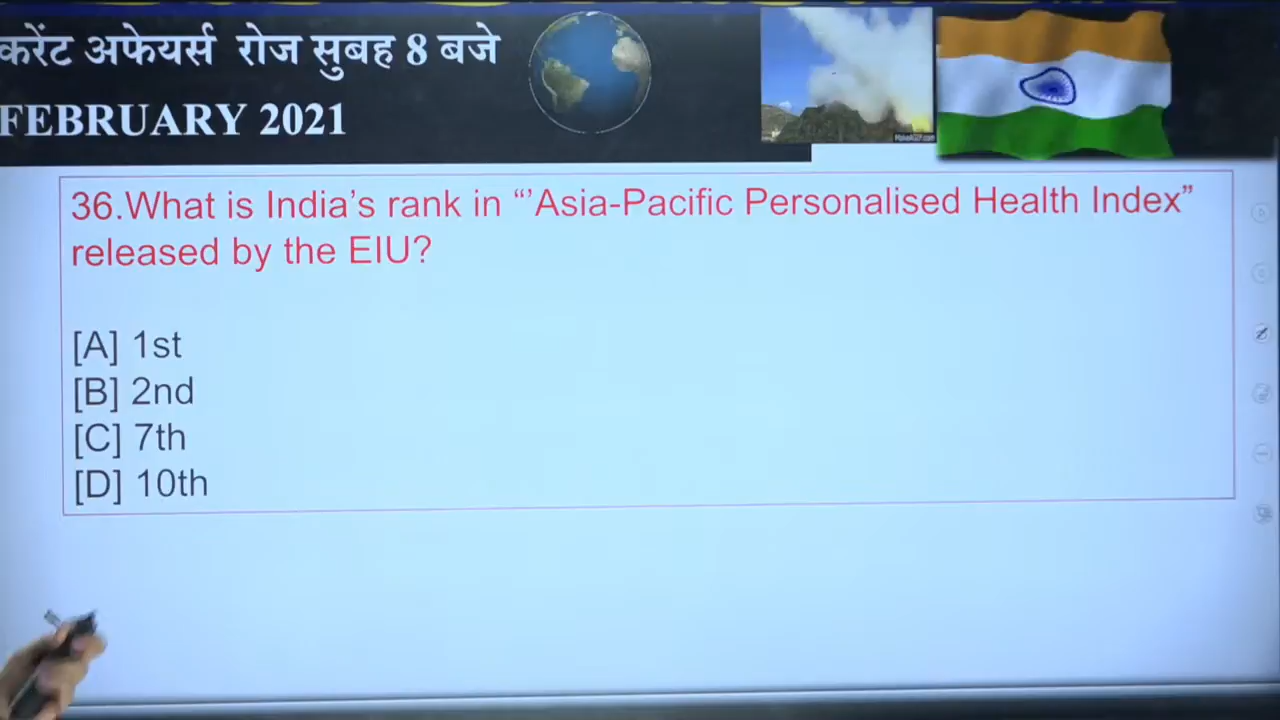 करेंट अफेयर्स रोज सुबह 8 बजे
FEBRUARY 2021
36.What is India’s rank in “’Asia-Pacific Personalised Health Index”
released by the EIU?
[A] 1st
[B] 2nd
[C] 7th
[D] 10th